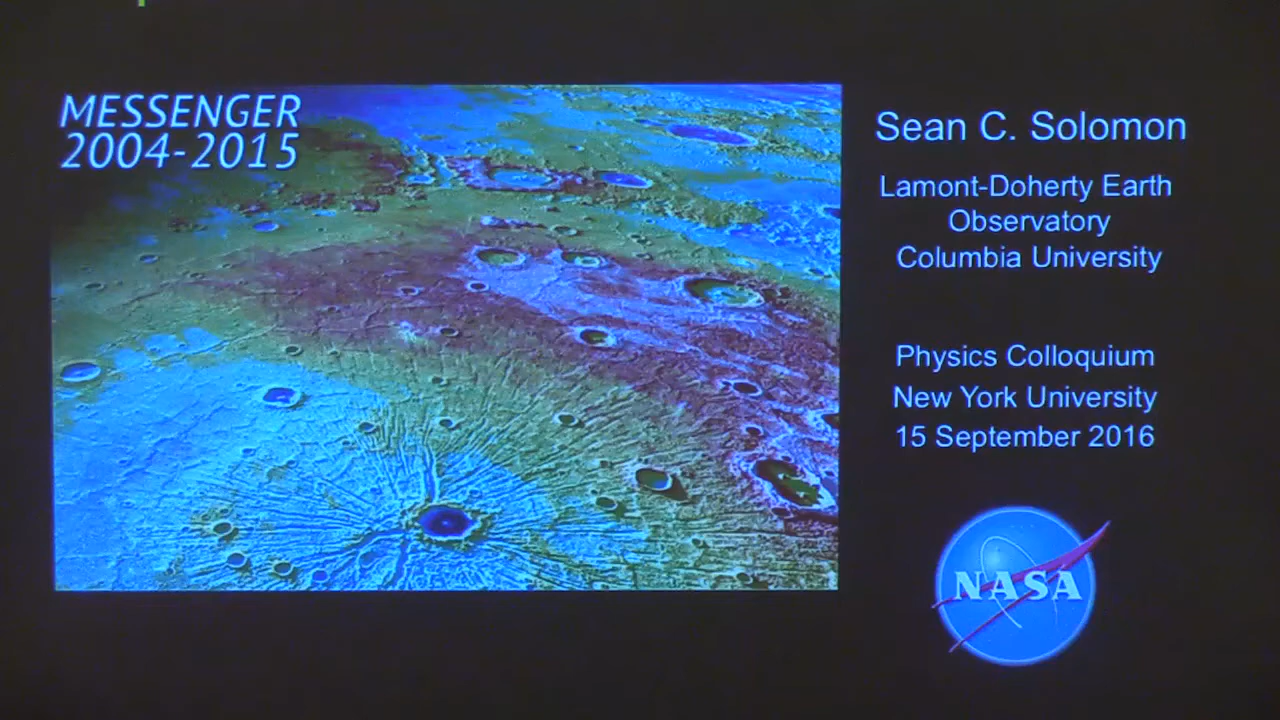 MESSENGER
2004-2015
Sean C. Solomon
Lamont-Doherty Earth
Observatory
Columbia University
Physics Colloquium
New York University
15 September 2016
NASA